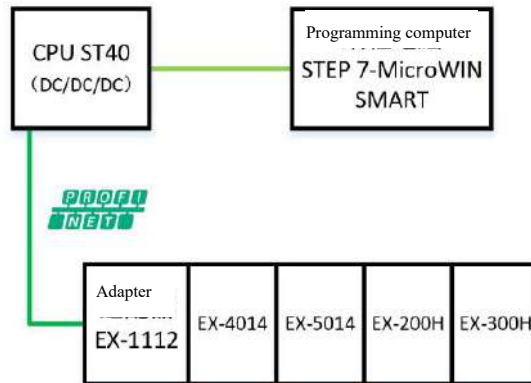 CPU ST40
(DC/DC/DC)
Programming computer
STEP 7-MicroWIN
SMART
PROFI
NET
Adapter
EX-1112
EX-4014
EX-5014
EX-200H
EX-300H